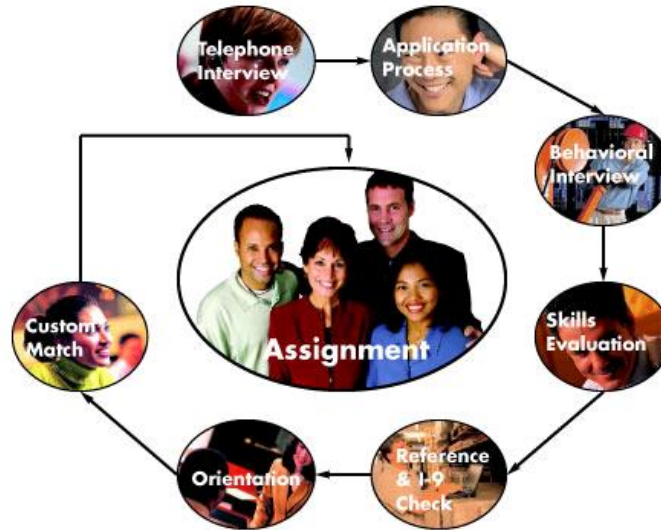 Telephone
Interview
Application
Process
Behavioral
Interview
Skills
Evaluation
Reference
& I-9
Check
Orientation
Custom
Match
Assignment